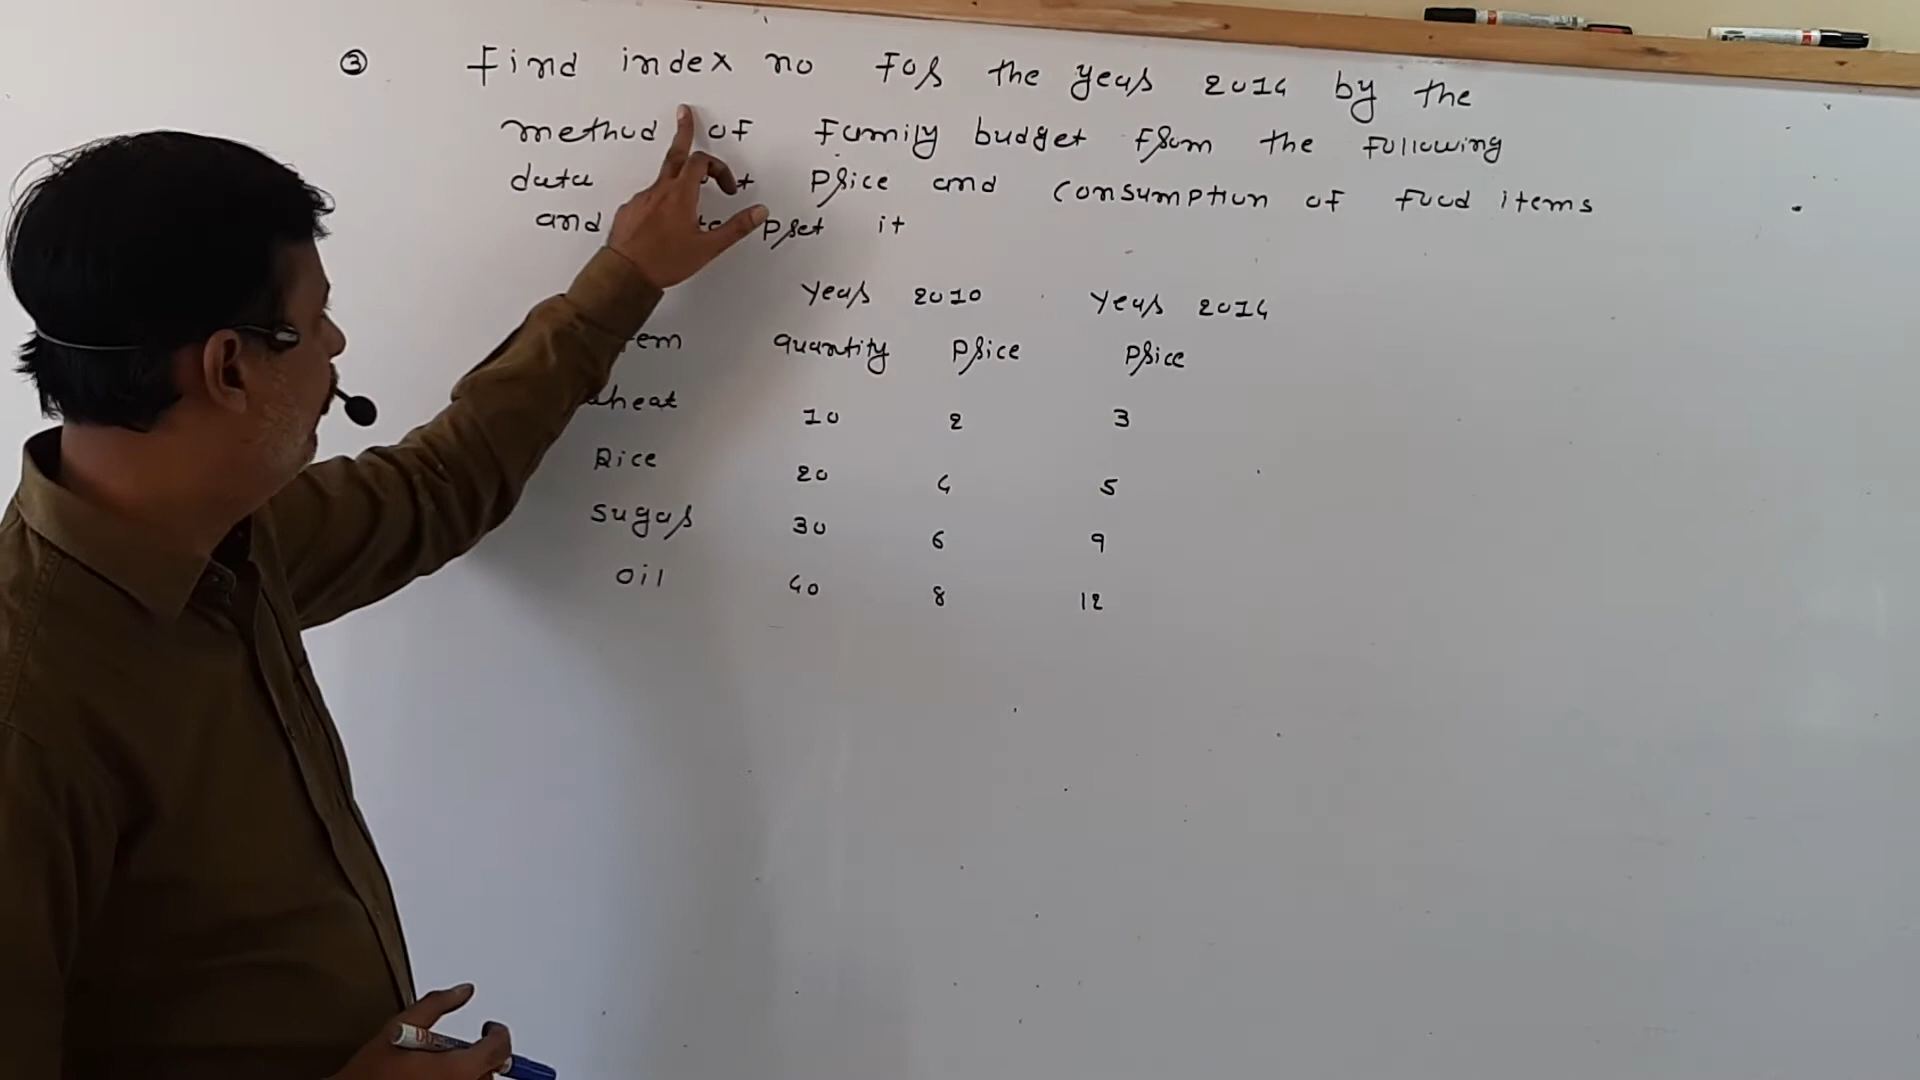 ③ Find index no For the year 2014 by the
method of Family budget From the Following
data price and consumption of food items
and it
Year 2010 Year 2014
quantity Price Price
10 2 3
Rice 20 4 5
Sugar 30 6 9
Oil 40 8 12